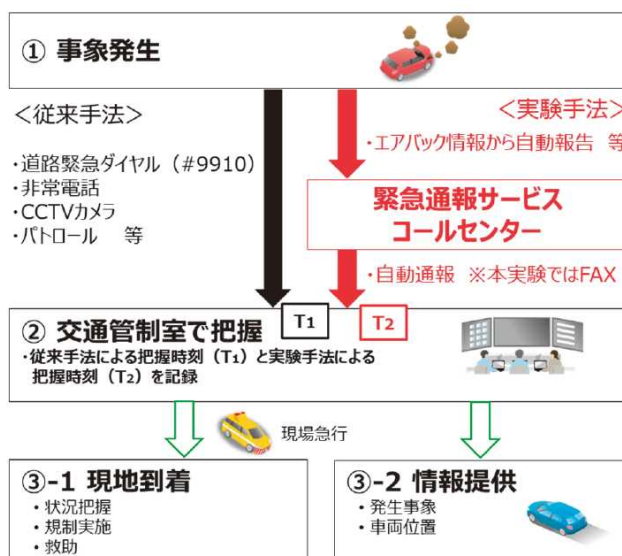 ① 事象発生
＜従来手法＞
・道路緊急ダイヤル（#9910）
・非常電話
・CCTVカメラ
・パトロール　等
＜実験手法＞
・エアバック情報から自動報告 等
緊急通報サービス
コールセンター
・自動通報 ※本実験ではFAX
T1
T2
② 交通管制室で把握
・従来手法による把握時刻（T1）と実験手法による
把握時刻（T2）を記録
現場急行
③-1 現地到着
・状況把握
・規制実施
・救助
③-2 情報提供
・発生事象
・車両位置